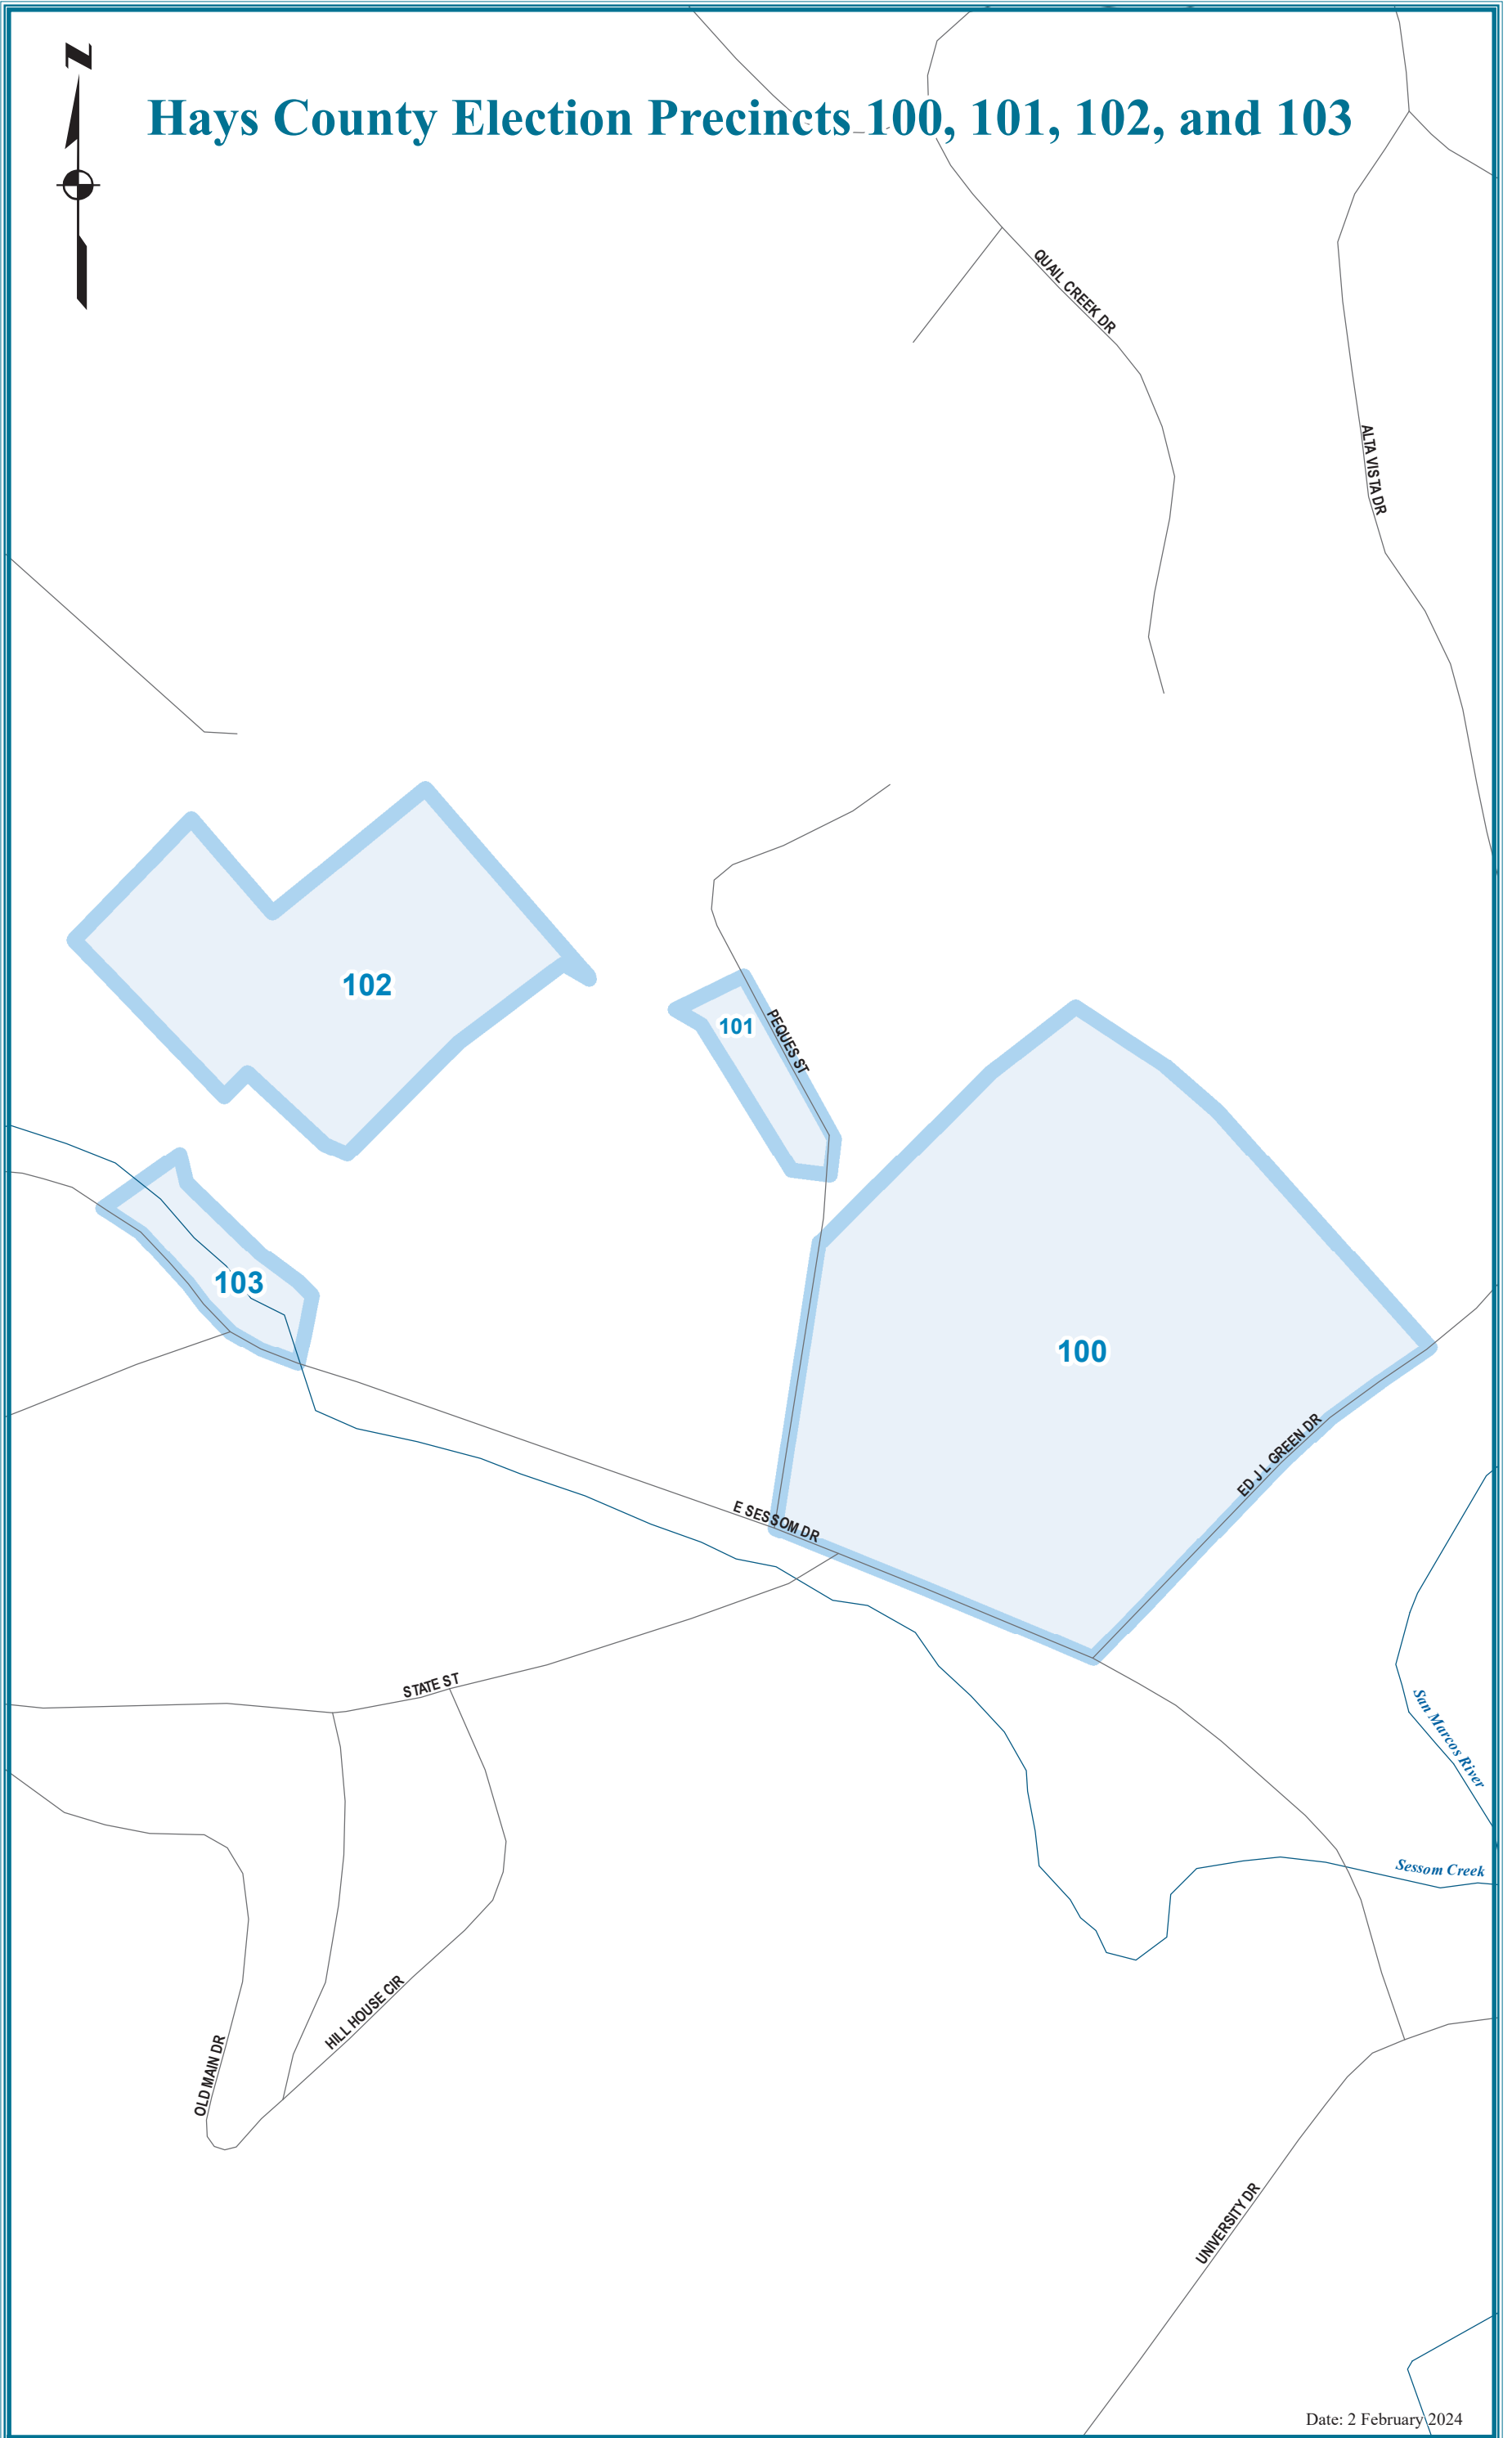 N
Hays County Election Precincts 100, 101, 102, and 103
QUAIL CREEK DR
ALTA VISTA DR
102
101
PEQUES ST
103
100
ED J L GREEN DR
E SESSOM DR
STATE ST
San Marcos River
Sessom Creek
HILL HOUSE CIR
OLD MAIN DR
UNIVERSITY DR
Date: 2 February 2024